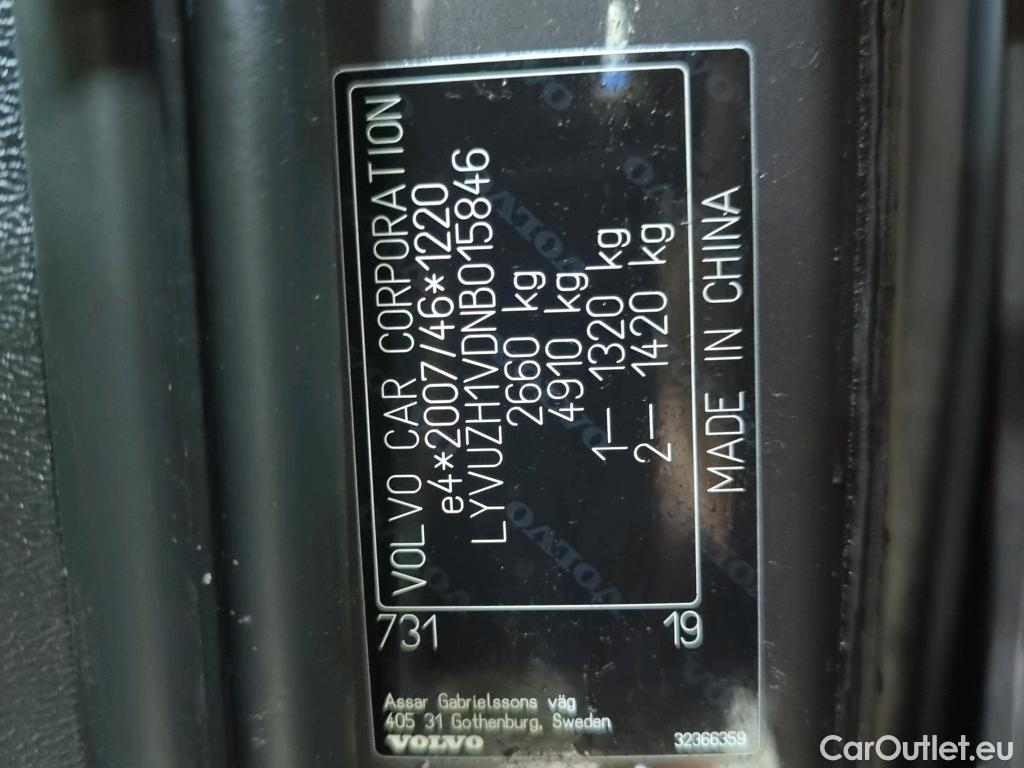 VOLVO CAR CORPORATION
e4*2007/46*1220
LYVUZH1VDNB015846
2660 kg
4910 kg
1— 1320 kg
2— 1420 kg
MADE IN CHINA
731
19
Assar Gabrielssons väg
405 31 Gothenburg, Sweden
VOLVO
32366359
CarOutlet.eu